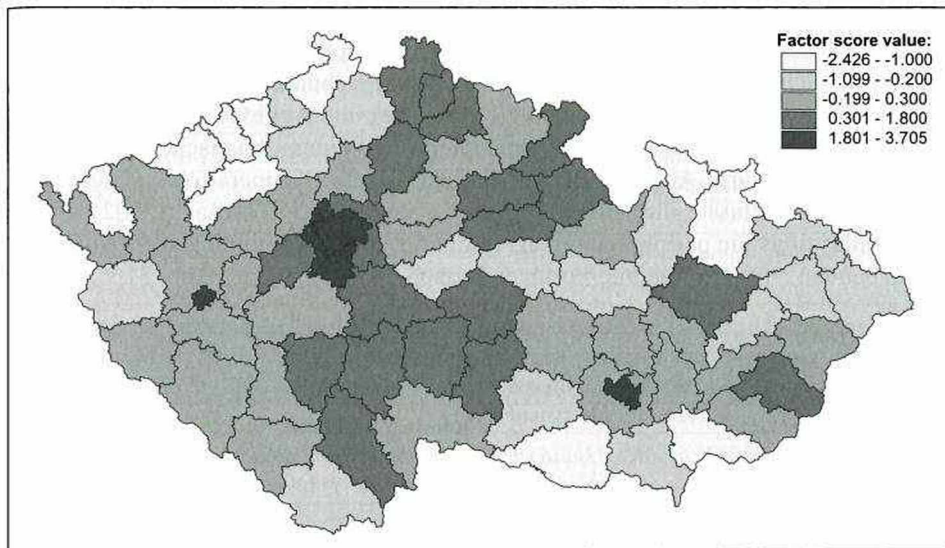 Factor score value:
-2.426 - -1.000
-1.099 - -0.200
-0.199 - 0.300
0.301 - 1.800
1.801 - 3.705